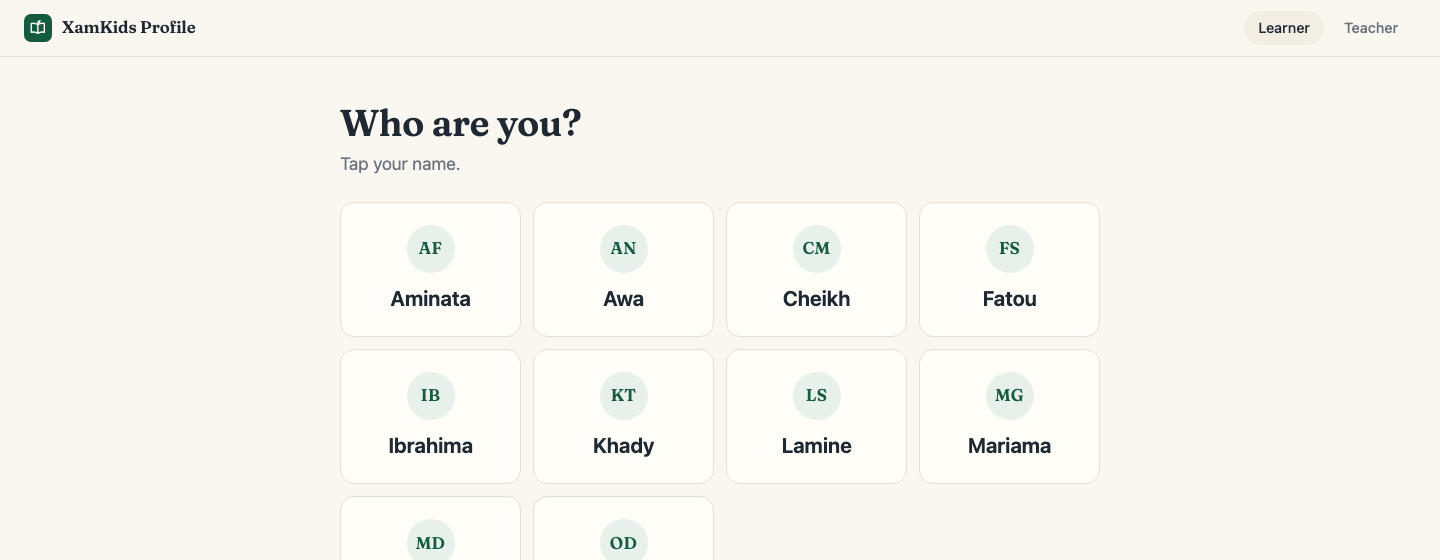 XamKids Profile
Learner
Teacher
Who are you?
Tap your name.
AF
AN
CM
FS
Aminata
Awa
Cheikh
Fatou
IB
KT
LS
MG
Ibrahima
Khady
Lamine
Mariama
MD
OD